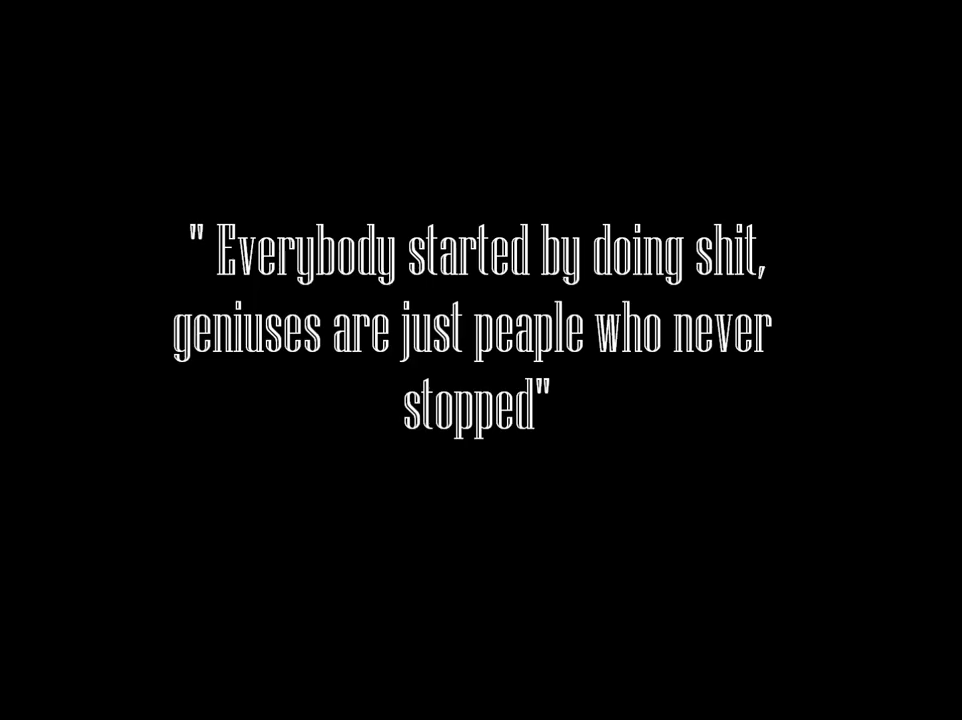 " Everybody started by doing shit,
geniuses are just peaple who never
stopped"